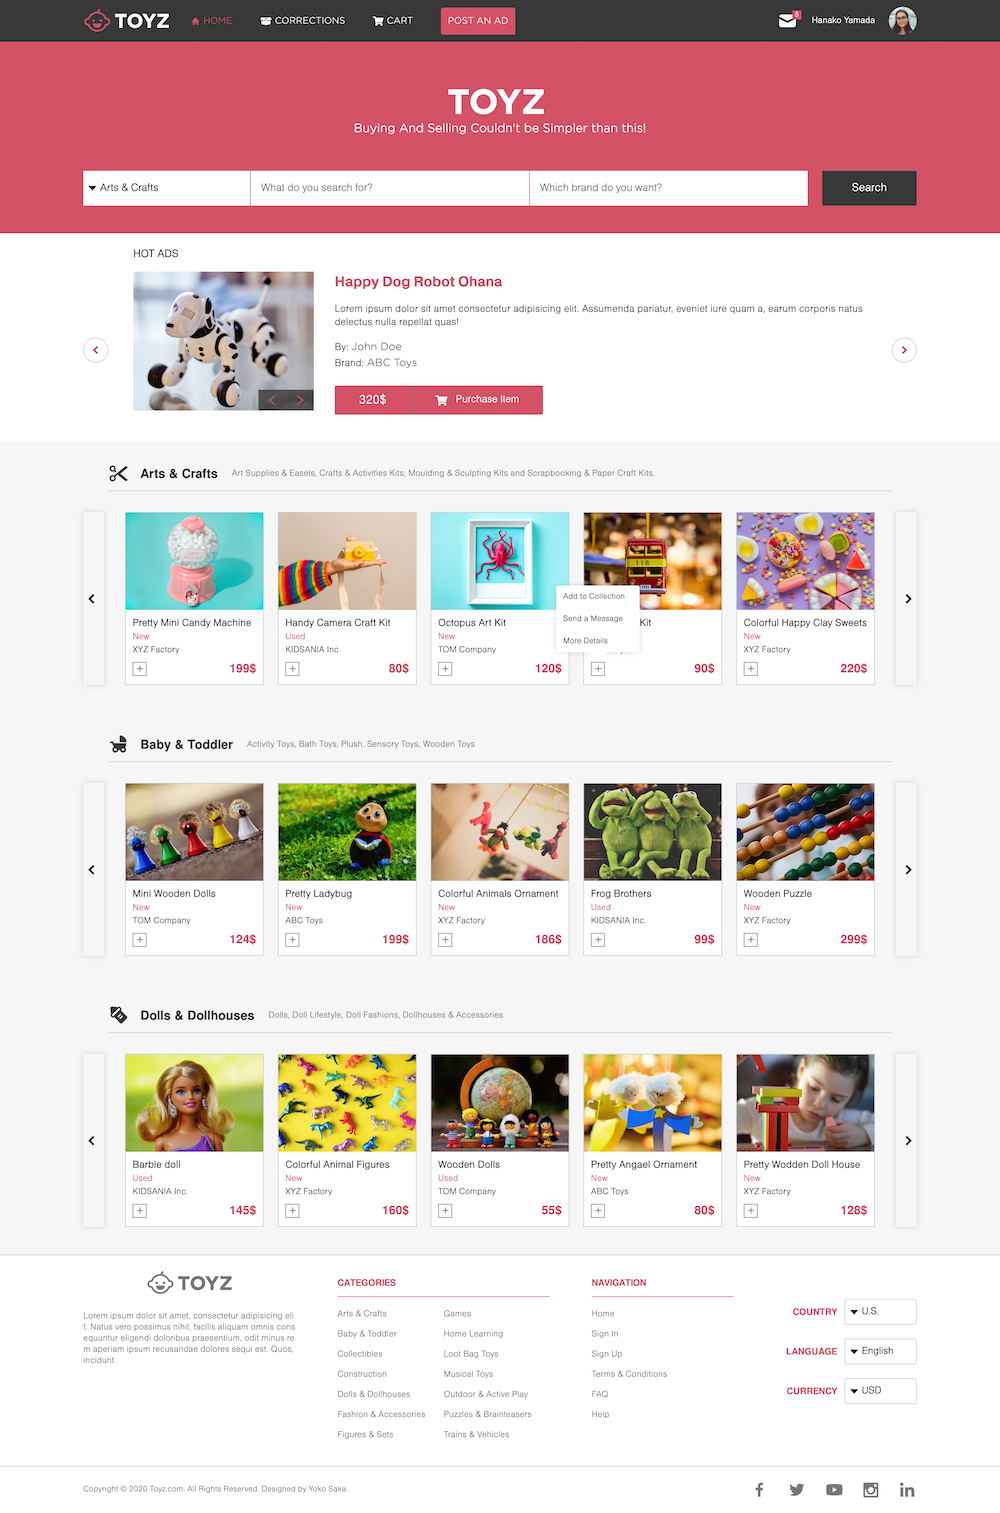 TOYZ HOME CORRECTIONS CART POST AN AD 6 Hanako Yamada
TOYZ
Buying And Selling Couldn't be Simpler than this!
Arts & Crafts What do you search for? Which brand do you want? Search
HOT ADS
Happy Dog Robot Ohana
Lorem ipsum dolor sit amet consectetur adipisicing elit. Assumenda pariatur, eveniet iure quam a, earum corporis natus
delectus nulla repellat quas!
By: John Doe
Brand: ABC Toys
320$ Purchase Item
Arts & Crafts Art Supplies & Easels, Crafts & Activities Kits, Moulding & Sculpting Kits and Scrapbooking & Paper Craft Kits.
118
Add to Collection
Send a Message
More Details
Pretty Mini Candy Machine Handy Camera Craft Kit Octopus Art Kit Kit Colorful Happy Clay Sweets
New Used New New
XYZ Factory KIDSANIA Inc. TOM Company XYZ Factory
199$ 80$ 120$ 90$ 220$
Baby & Toddler Activity Toys, Bath Toys, Plush, Sensory Toys, Wooden Toys
Mini Wooden Dolls Pretty Ladybug Colorful Animals Ornament Frog Brothers Wooden Puzzle
New New New Used New
TOM Company ABC Toys XYZ Factory KIDSANIA Inc. XYZ Factory
124$ 199$ 186$ 99$ 299$
Dolls & Dollhouses Dolls, Doll Lifestyle, Doll Fashions, Dollhouses & Accessories
Barbie doll Colorful Animal Figures Wooden Dolls Pretty Angael Ornament Pretty Wodden Doll House
Used New Used New New
KIDSANIA Inc. XYZ Factory TOM Company ABC Toys XYZ Factory
145$ 160$ 55$ 80$ 128$
TOYZ
Lorem ipsum dolor sit amet, consectetur adipisicing eli
t. Natus vero possimus nihil, facilis aliquam omnis cons
equuntur eligendi doloribus praesentium, odit minus re
m aperiam ipsum recusandae dolores sequi est. Quos,
incidunt.
CATEGORIES
Arts & Crafts Games
Baby & Toddler Home Learning
Collectibles Loot Bag Toys
Construction Musical Toys
Dolls & Dollhouses Outdoor & Active Play
Fashion & Accessories Puzzles & Brainteasers
Figures & Sets Trains & Vehicles
NAVIGATION
Home
Sign In
Sign Up
Terms & Conditions
FAQ
Help
COUNTRY U.S.
LANGUAGE English
CURRENCY USD
Copyright © 2020 Toyz.com. All Rights Reserved. Designed by Yoko Saka.